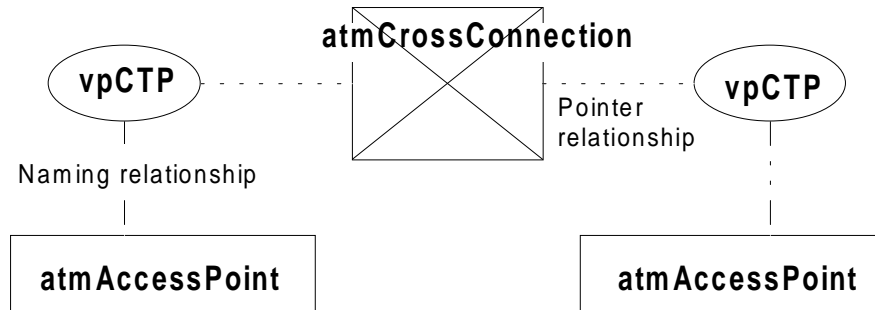 atmCrossConnection
vpCTP
vpCTP
Pointer
relationship
Naming relationship
atmAccessPoint
atmAccessPoint